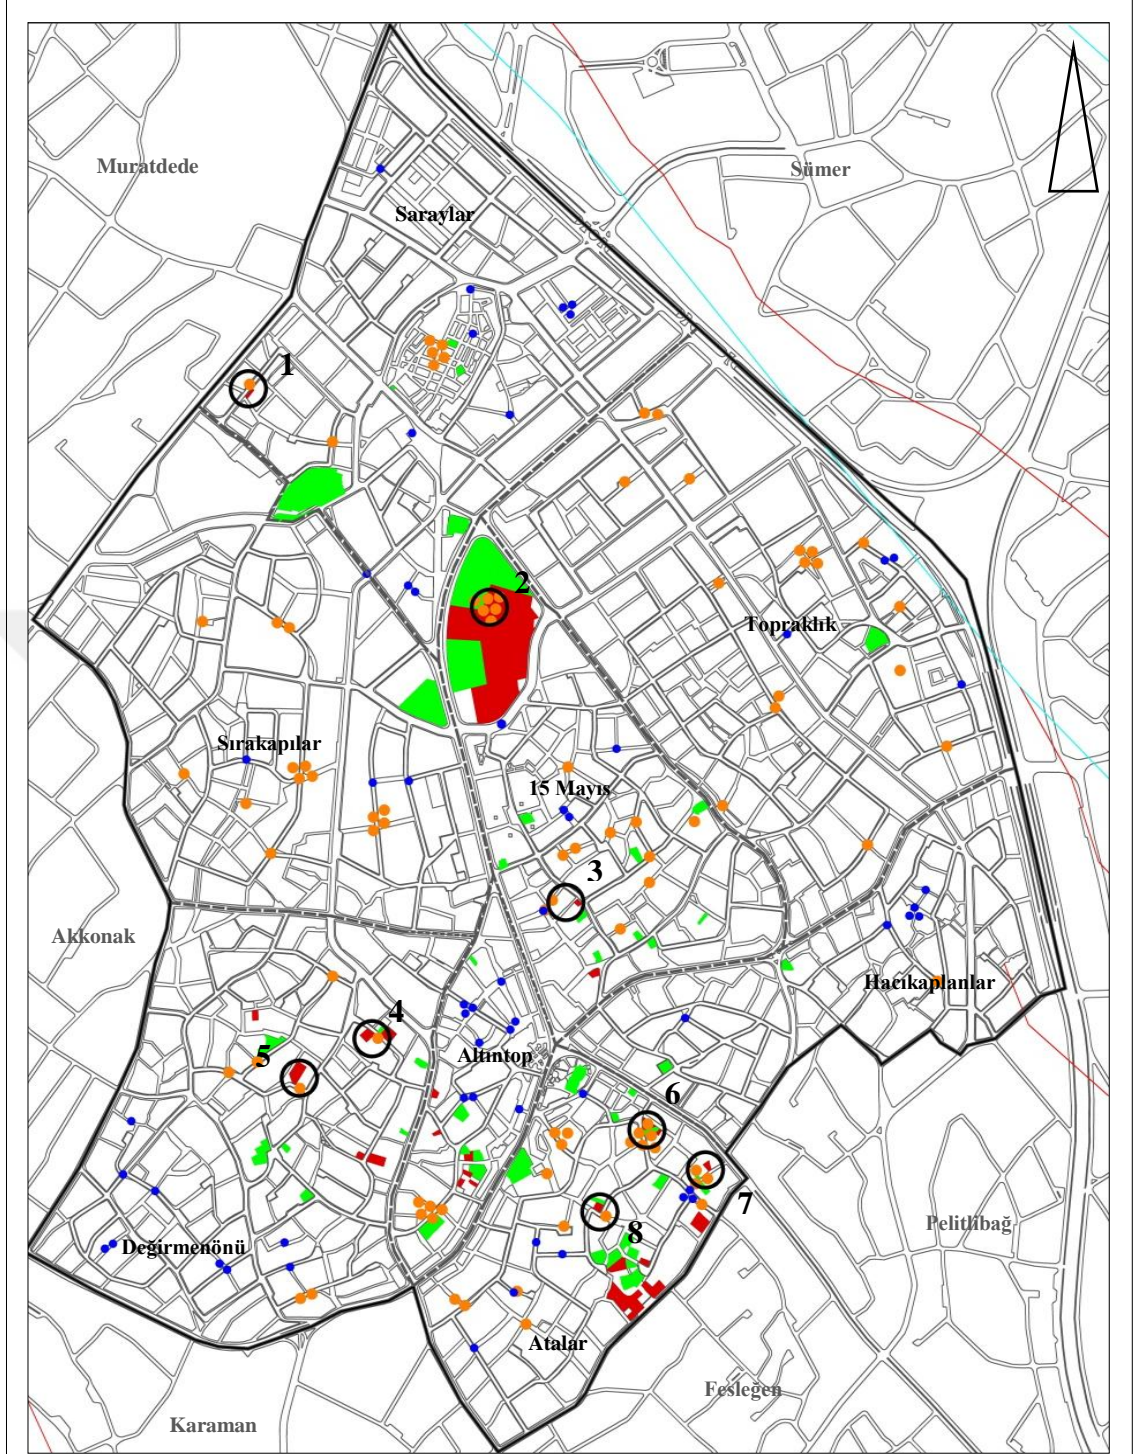 Muratdede
Sümer
Saraylar
1
2
Topraklık
Sırakapılar
15 Mayıs
3
Akkonak
Hacıkaplanlar
4
5
Altıntop
6
7
Pelitlibağ
8
Değirmenönü
Atalar
Fesleğen
Karaman